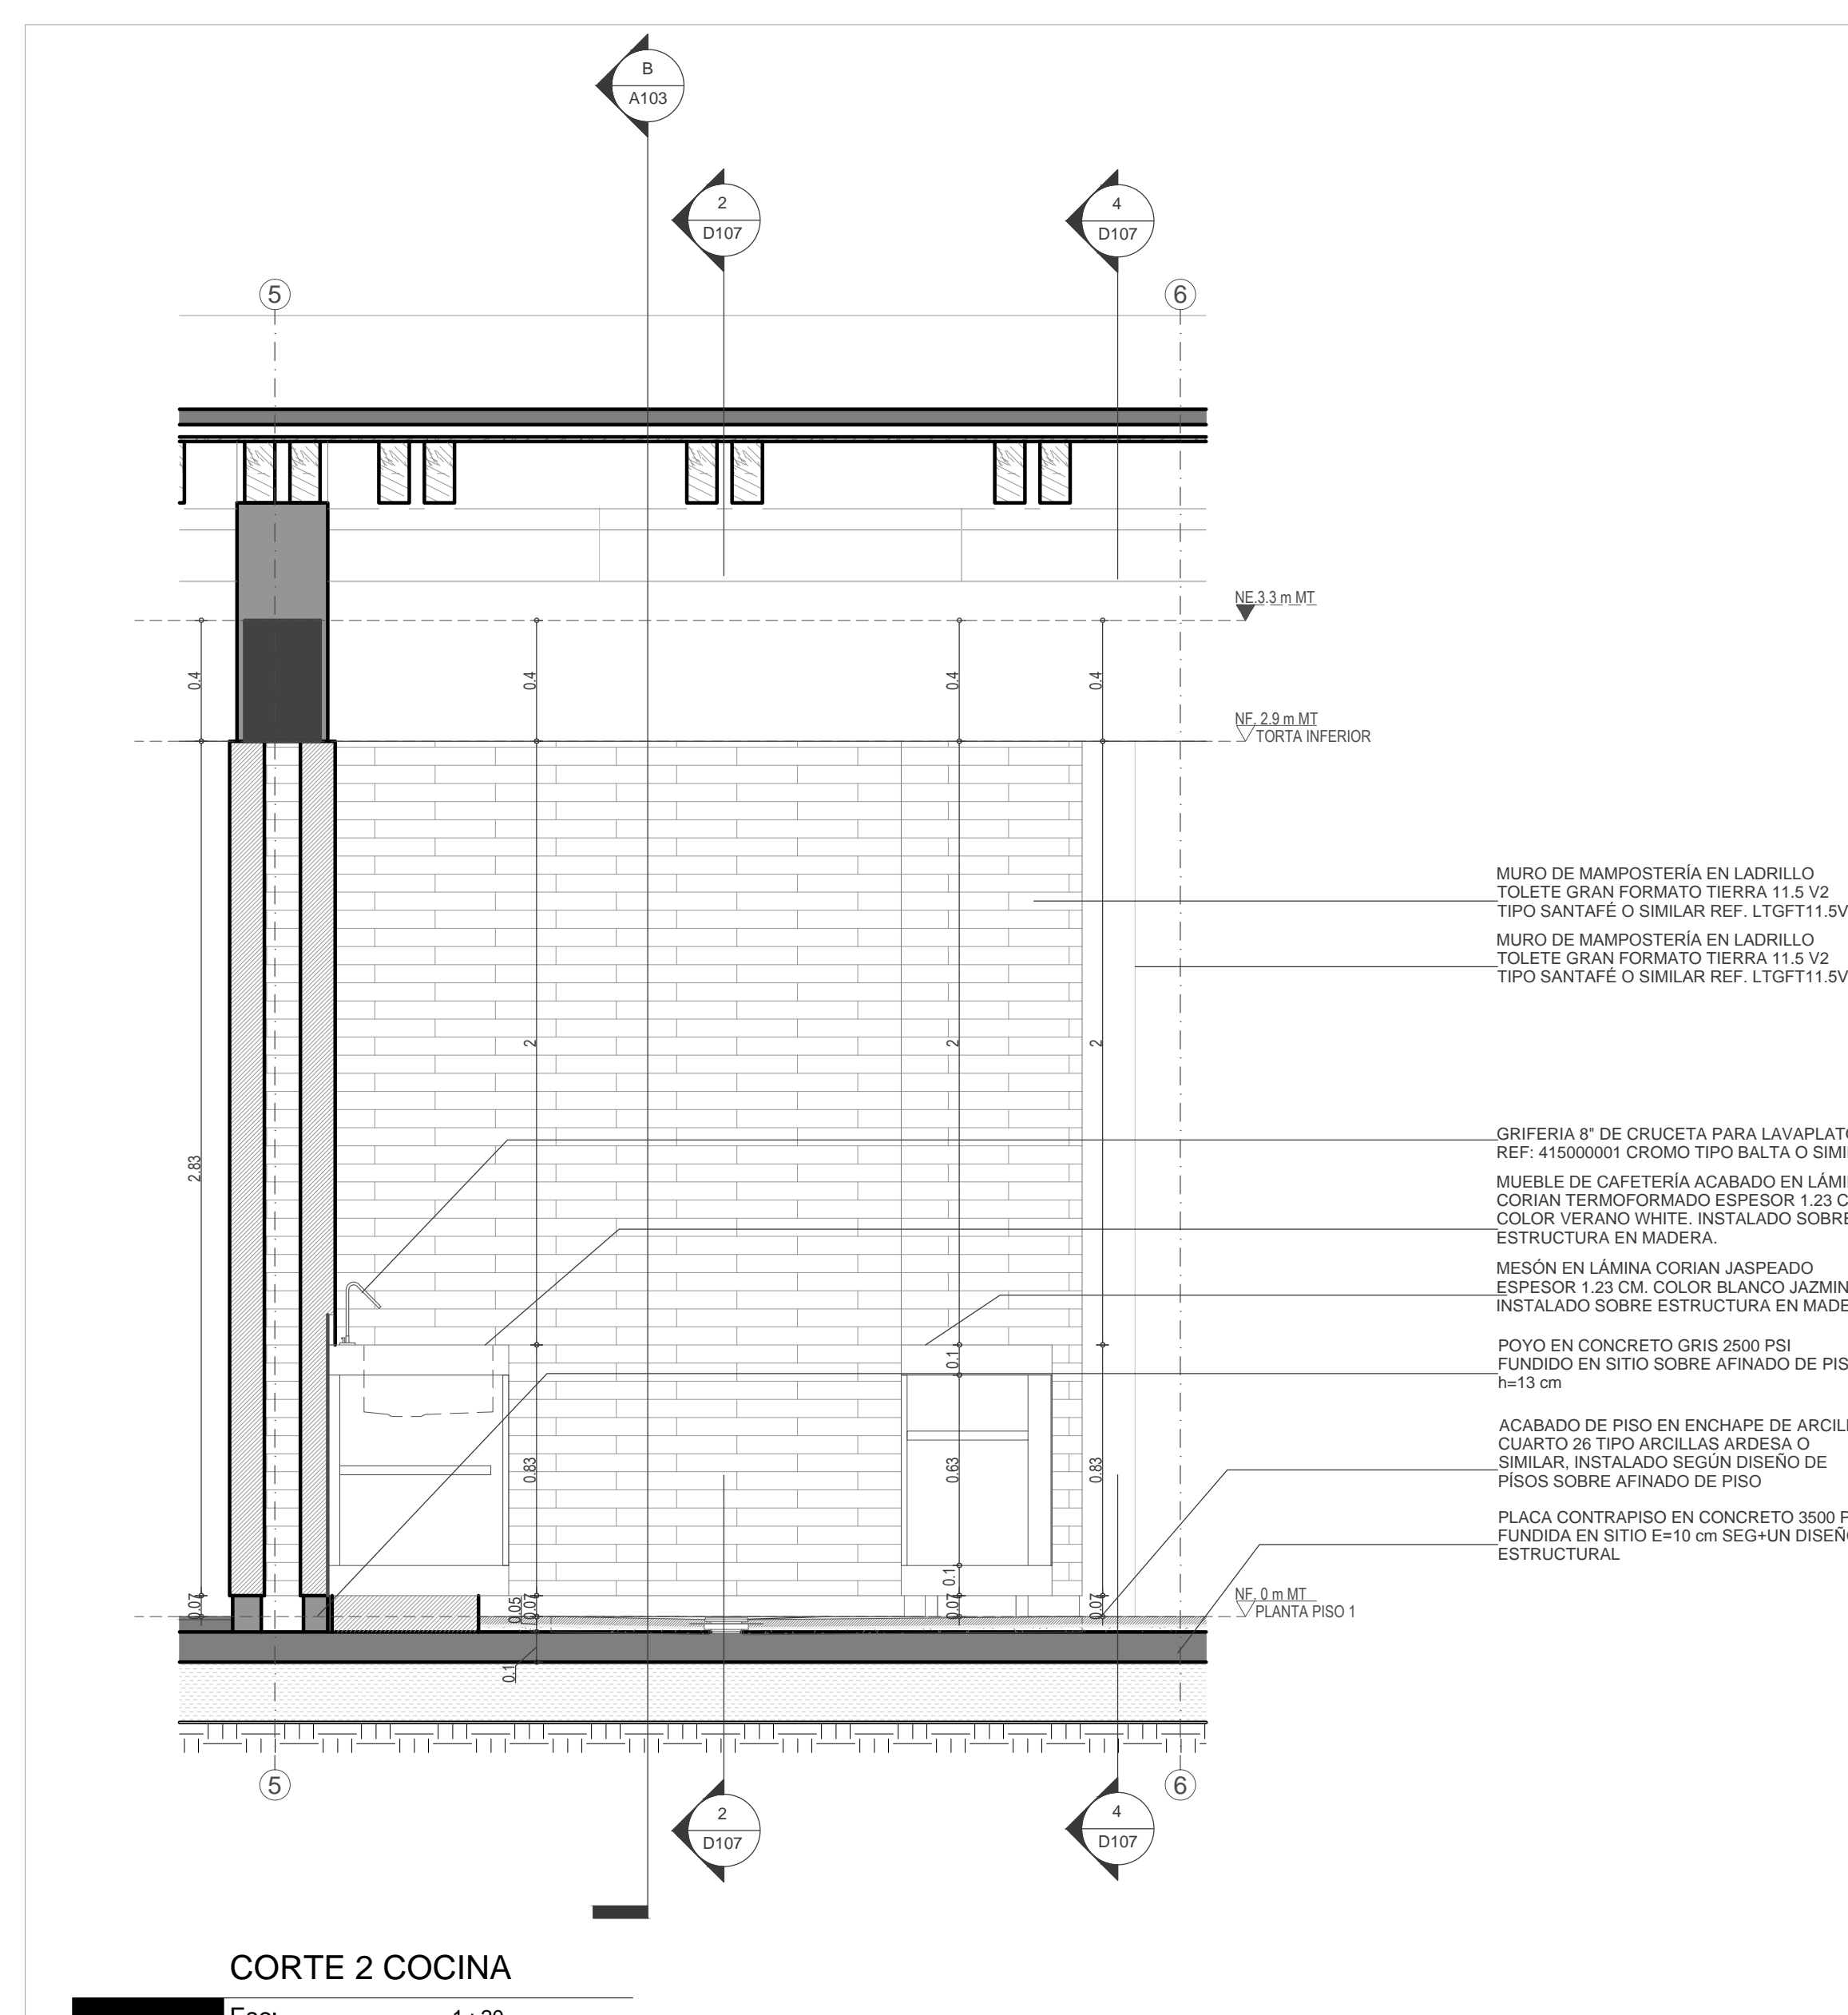 B
A103
2
D107
4
D107
5
6
NE.3.3 m MT
0.4
0.4
0.4
0.4
NF. 2.9 m MT
TORTA INFERIOR
MURO DE MAMPOSTERÍA EN LADRILLO
TOLETE GRAN FORMATO TIERRA 11.5 V2
TIPO SANTAFÉ O SIMILAR REF. LTGFT11.5V
MURO DE MAMPOSTERÍA EN LADRILLO
TOLETE GRAN FORMATO TIERRA 11.5 V2
TIPO SANTAFÉ O SIMILAR REF. LTGFT11.5V
2
2
2
2.83
GRIFERIA 8" DE CRUCETA PARA
REF: 415000001 CROMO TIPO BALTA O
MUEBLE DE CAFETERÍA ACABADO EN
CORIAN TERMOFORMADO ESPESOR 1.23
COLOR VERANO WHITE. INSTALADO SOBRE
ESTRUCTURA EN MADERA.
MESÓN EN LÁMINA CORIAN JASPEADO
ESPESOR 1.23 CM. COLOR BLANCO JAZMIN
INSTALADO SOBRE ESTRUCTURA EN
0.1
POYO EN CONCRETO GRIS 2500 PSI
FUNDIDO EN SITIO SOBRE AFINADO DE
h=13 cm
ACABADO DE PISO EN ENCHAPE DE
CUARTO 26 TIPO ARCILLAS ARDESA O
SIMILAR, INSTALADO SEGÚN DISEÑO DE
PÍSOS SOBRE AFINADO DE PISO
0.83
0.63
0.83
PLACA CONTRAPISO EN CONCRETO 3500
FUNDIDA EN SITIO E=10 cm SEG+UN
ESTRUCTURAL
0.1
NF. 0 m MT
PLANTA PISO 1
0.07
0.05
0.07
0.07
0.07
0.1
5
6
2
D107
4
D107
CORTE 2 COCINA